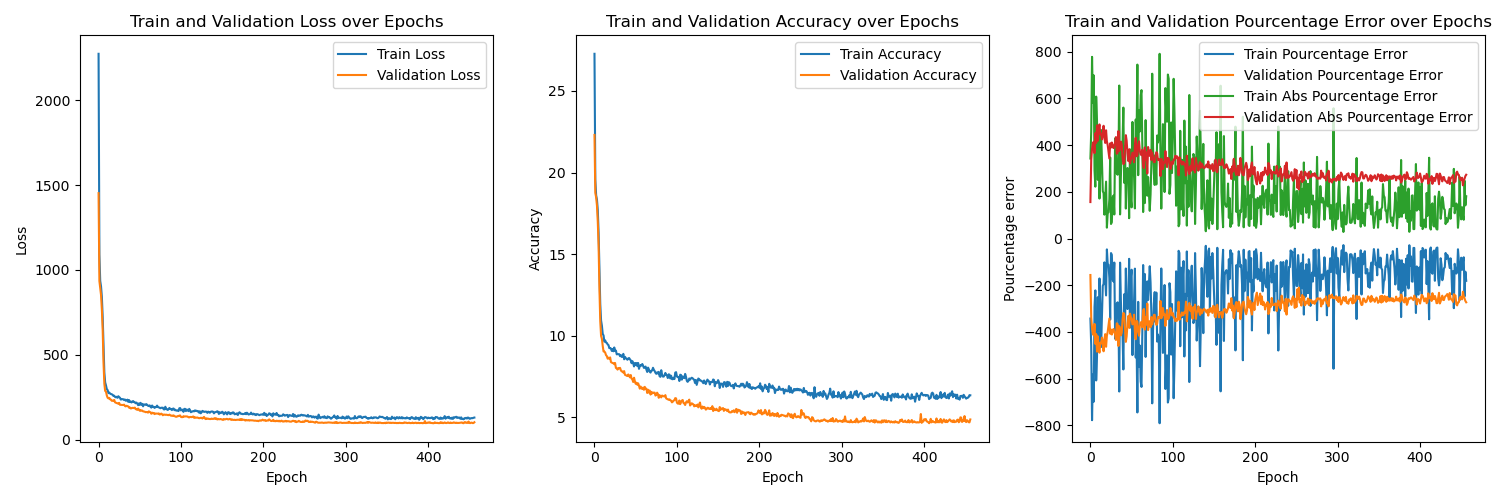 Train and Validation Loss over Epochs
Train Loss
Validation Loss
2000
1500
1000
500
0
Loss
0
100
200
300
400
Epoch
Train and Validation Accuracy over Epochs
Train Accuracy
Validation Accuracy
25
20
15
10
5
Accuracy
0
100
200
300
400
Epoch
Train and Validation Pourcentage Error over Epochs
Train Pourcentage Error
Validation Pourcentage Error
Train Abs Pourcentage Error
Validation Abs Pourcentage Error
800
600
400
200
0
−200
−400
−600
−800
Pourcentage error
0
100
200
300
400
Epoch